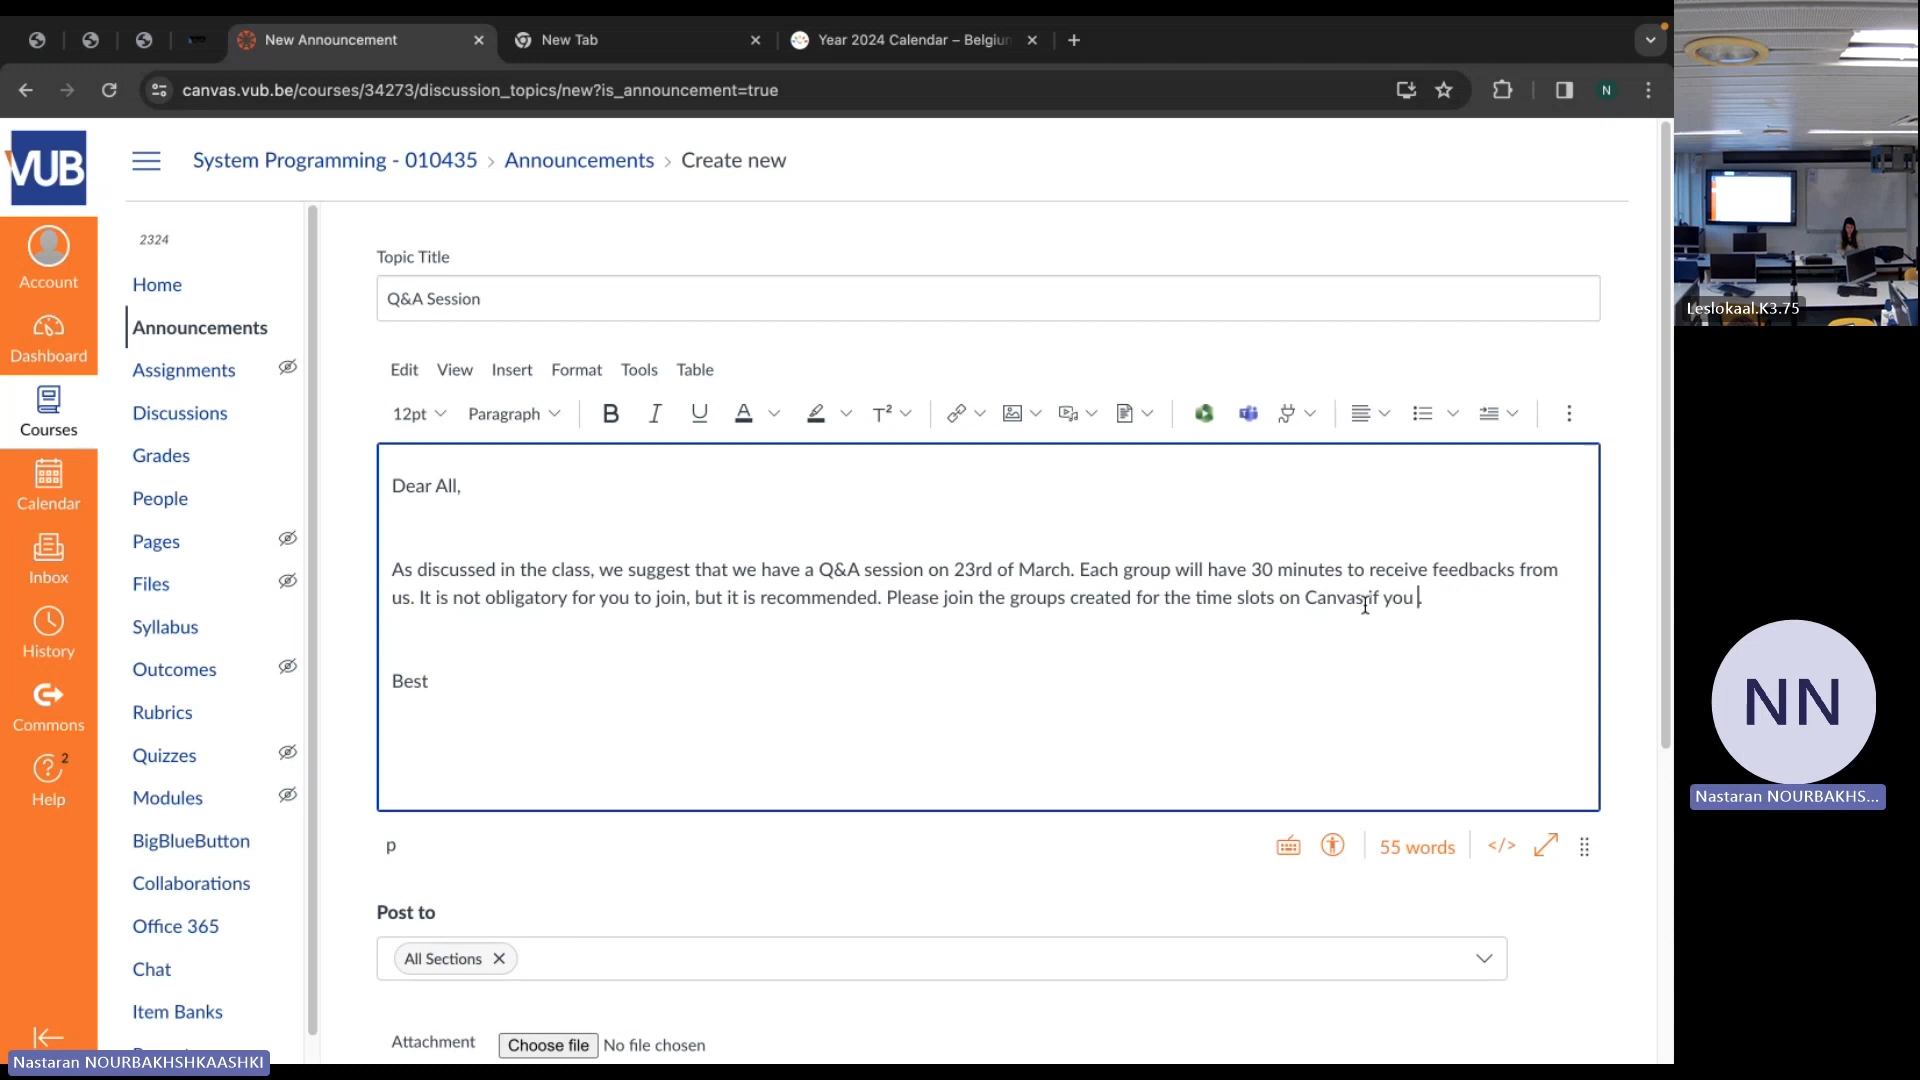 New Announcement
New Tab
Year 2024 Calendar – Belgiun
canvas.vub.be/courses/34273/discussion_topics/new?is_announcement=true
N
VUB
System Programming - 010435 › Announcements › Create new
Account
Dashboard
Courses
Calendar
Inbox
History
Commons
2
Help
2324
Home
Announcements
Assignments
Discussions
Grades
People
Pages
Files
Syllabus
Outcomes
Rubrics
Quizzes
Modules
BigBlueButton
Collaborations
Office 365
Chat
Item Banks
Topic Title
Q&A Session
Edit View Insert Format Tools Table
12pt Paragraph B I U A T²
Dear All,
As discussed in the class, we suggest that we have a Q&A session on 23rd of March. Each group will have 30 minutes to receive feedbacks from
us. It is not obligatory for you to join, but it is recommended. Please join the groups created for the time slots on Canvas if you .
Best
p
55 words </>
Post to
All Sections
Attachment Choose file No file chosen
Leslokaal.K3.75
NN
Nastaran NOURBAKHS...
Nastaran NOURBAKHSHKAASHKI